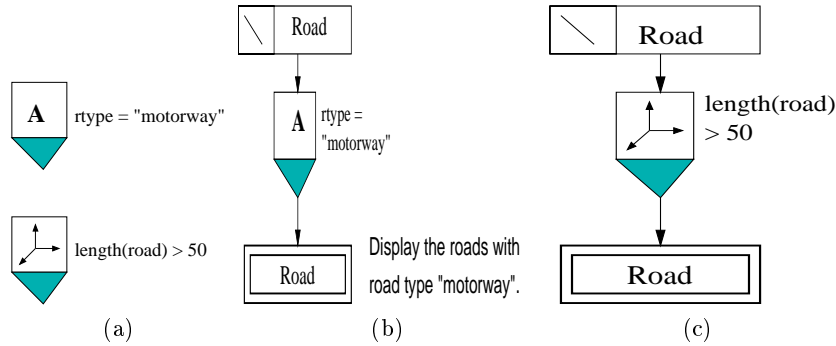 A
rtype = "motorway"
length(road) > 50
(a)
Road
A
rtype =
"motorway"
Road
Display the roads with
road type "motorway".
(b)
Road
length(road)
> 50
Road
(c)